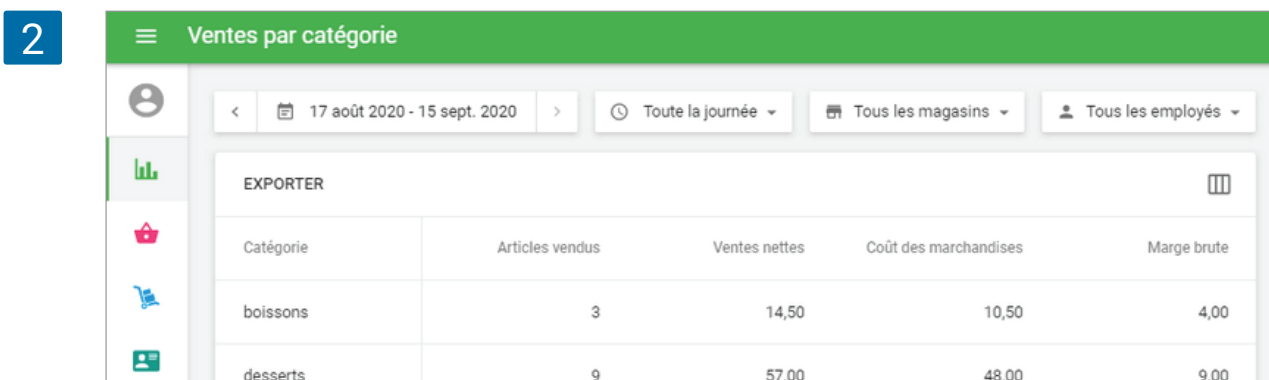 2
Ventes par catégorie
17 août 2020 - 15 sept. 2020 Toute la journée Tous les magasins Tous les employés
EXPORTER
Catégorie Articles vendus Ventes nettes Coût des marchandises Marge brute
boissons 3 14,50 10,50 4,00
desserts 9 57,00 48,00 9,00